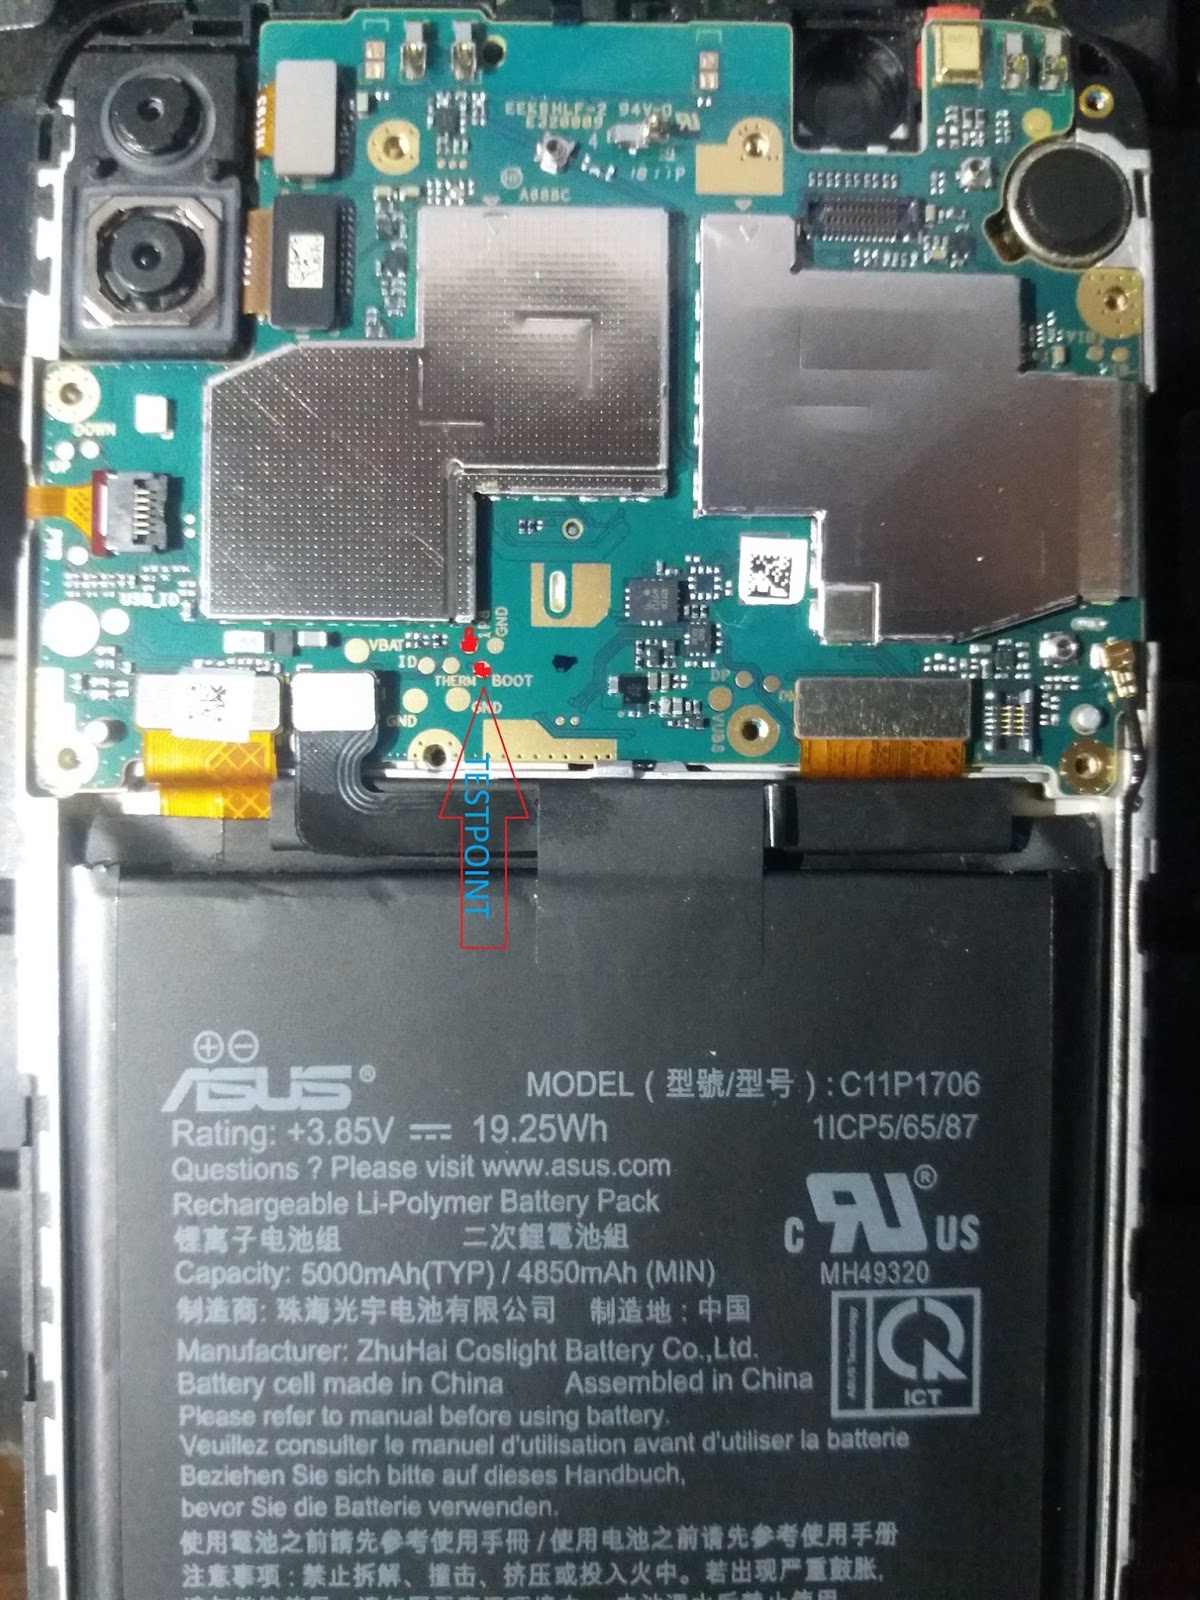 EEK8HLF-2 94V-0
E320009
A688C
DOWN
UP
PWR
USB_ID
VBAT
GND
ID
THERM
BOOT
GND
GND
DP
VUBS
TESTPOINT
ASUS®
MODEL ( 型號/型号 ) : C11P1706
Rating: +3.85V 19.25Wh
1ICP5/65/87
Questions ? Please visit www.asus.com
Rechargeable Li-Polymer Battery Pack
锂离子电池组 二次鋰電池組
C US
MH49320
Capacity: 5000mAh(TYP) / 4850mAh (MIN)
制造商: 珠海光宇电池有限公司 制造地 : 中国
Manufacturer: ZhuHai Coslight Battery Co.,Ltd.
Battery cell made in China Assembled in China
ASUS Technology
ICT
Please refer to manual before using battery.
Veuillez consulter le manuel d'utilisation avant d'utiliser la batterie
Beziehen Sie sich bitte auf dieses Handbuch,
bevor Sie die Batterie verwenden.
使用電池之前請先參考使用手冊 / 使用电池之前请先参考使用手册
注意事项 : 禁止拆解、撞击、挤压或投入火中。若出现严重鼓胀,